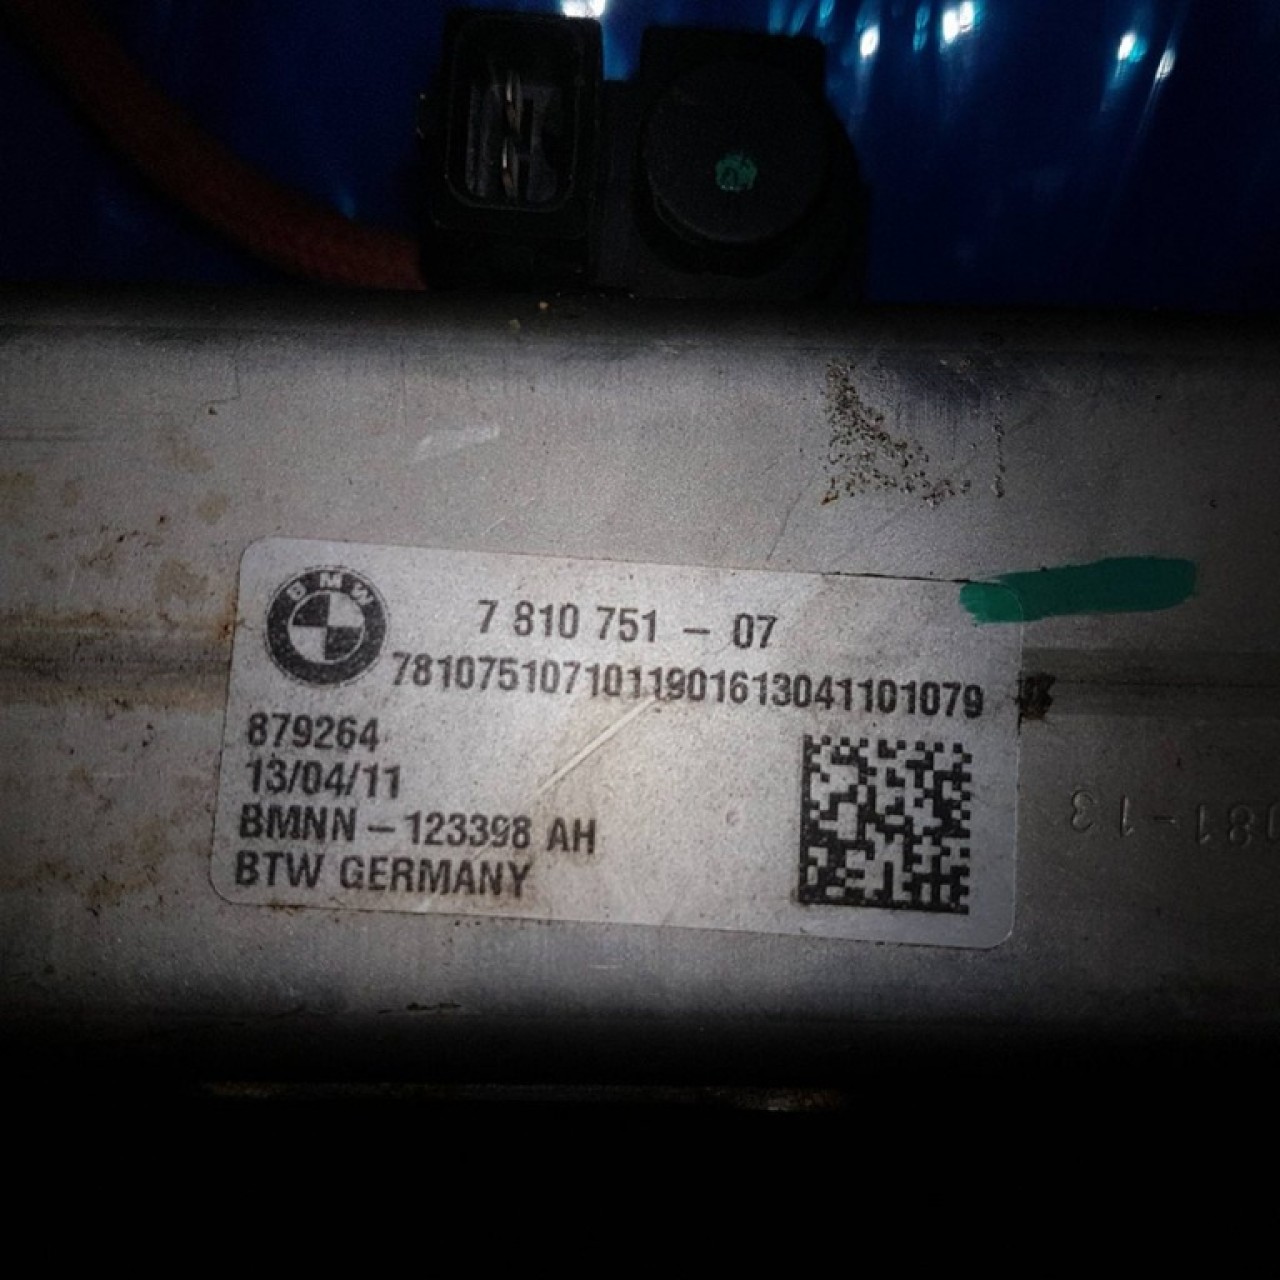 BMW
7 810 751 - 07
7810751071011901613041101079
879264
13/04/11
BMNN - 123398 AH
BTW GERMANY